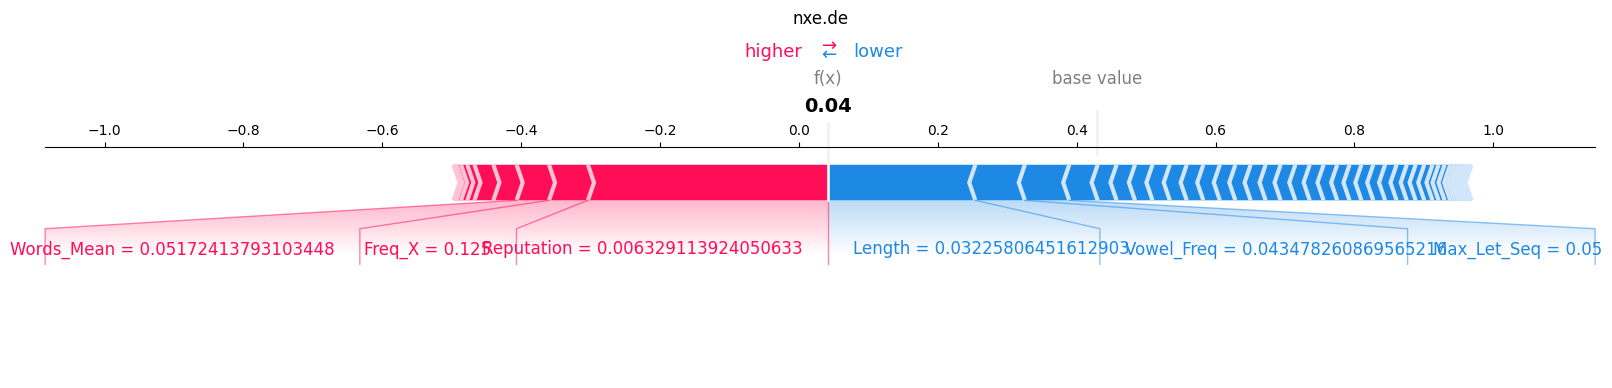 nxe.de
higher ⇄ lower
f(x) base value
0.04
−1.0 −0.8 −0.6 −0.4 −0.2 0.0 0.2 0.4 0.6 0.8 1.0
Words_Mean = 0.05172413793103448 Freq_X = 0.125 Reputation = 0.006329113924050633 Length = 0.03225806451612903 Vowel_Freq = 0.043478260869565216 Max_Let_Seq = 0.05